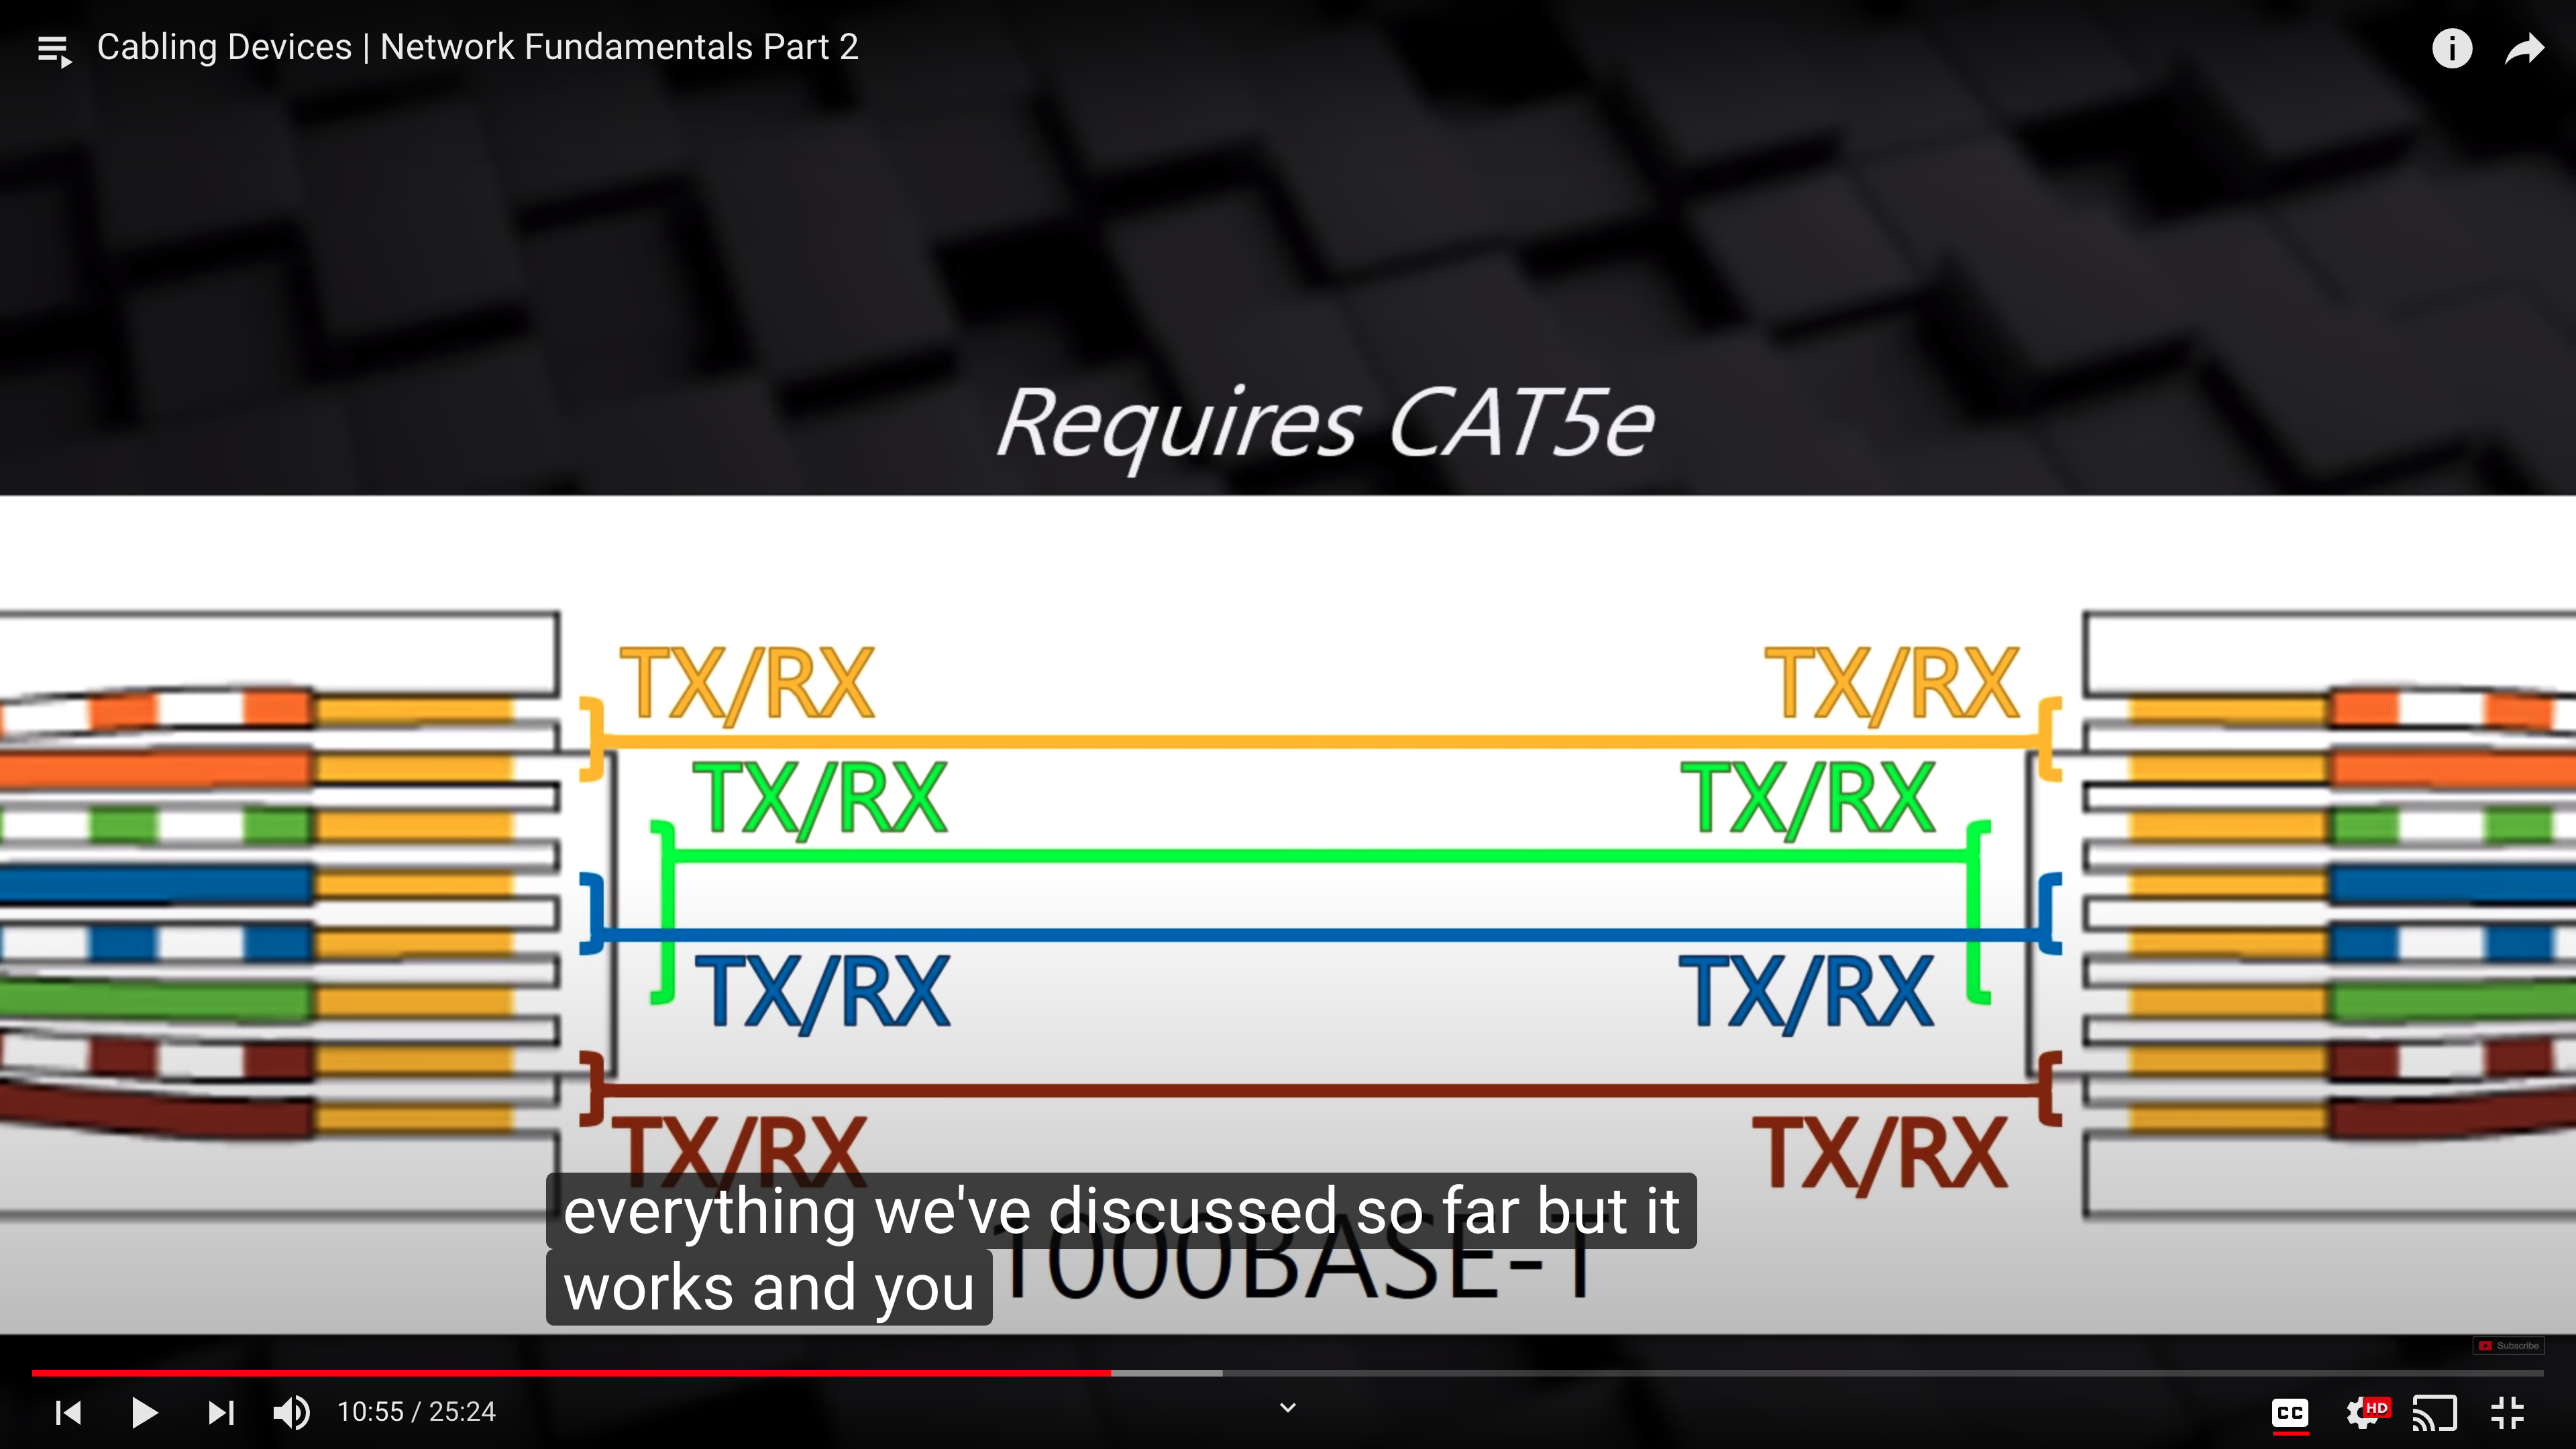 Cabling Devices | Network Fundamentals Part 2
Requires CAT5e
TX/RX TX/RX
TX/RX TX/RX
TX/RX TX/RX
TX/RX TX/RX
everything we've discussed so far but it
works and you
1000BASE-T
Subscribe
10:55 / 25:24
CC
HD